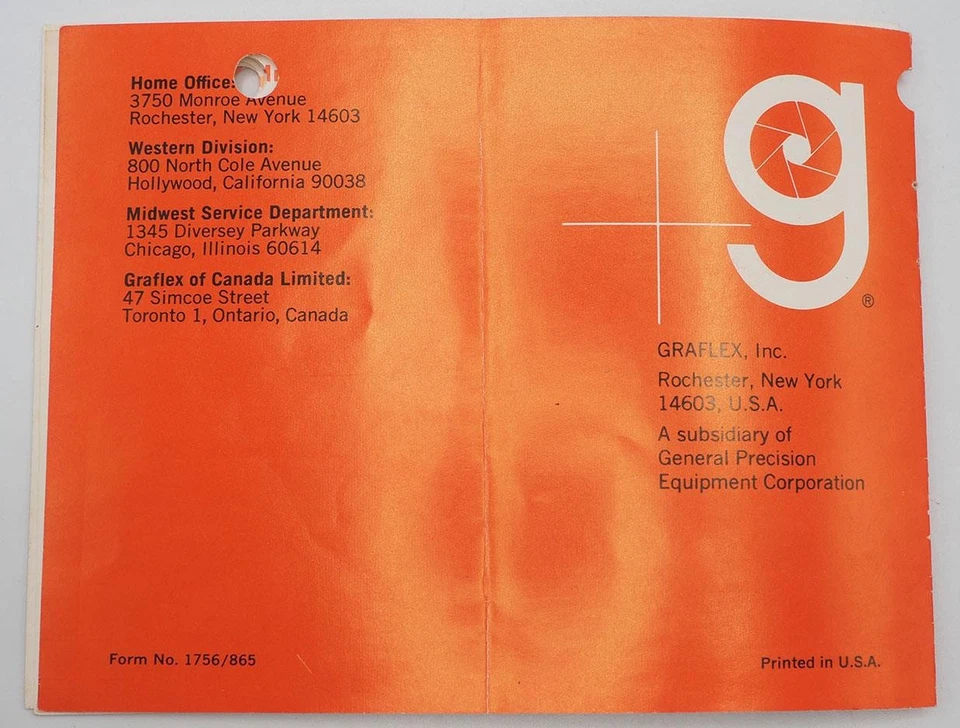 Home Office:
3750 Monroe Avenue
Rochester, New York 14603
Western Division:
800 North Cole Avenue
Hollywood, California 90038
Midwest Service Department:
1345 Diversey Parkway
Chicago, Illinois 60614
Graflex of Canada Limited:
47 Simcoe Street
Toronto 1, Ontario, Canada
Form No. 1756/865
g
®
GRAFLEX, Inc.
Rochester, New York
14603, U.S.A.
A subsidiary of
General Precision
Equipment Corporation
Printed in U.S.A.